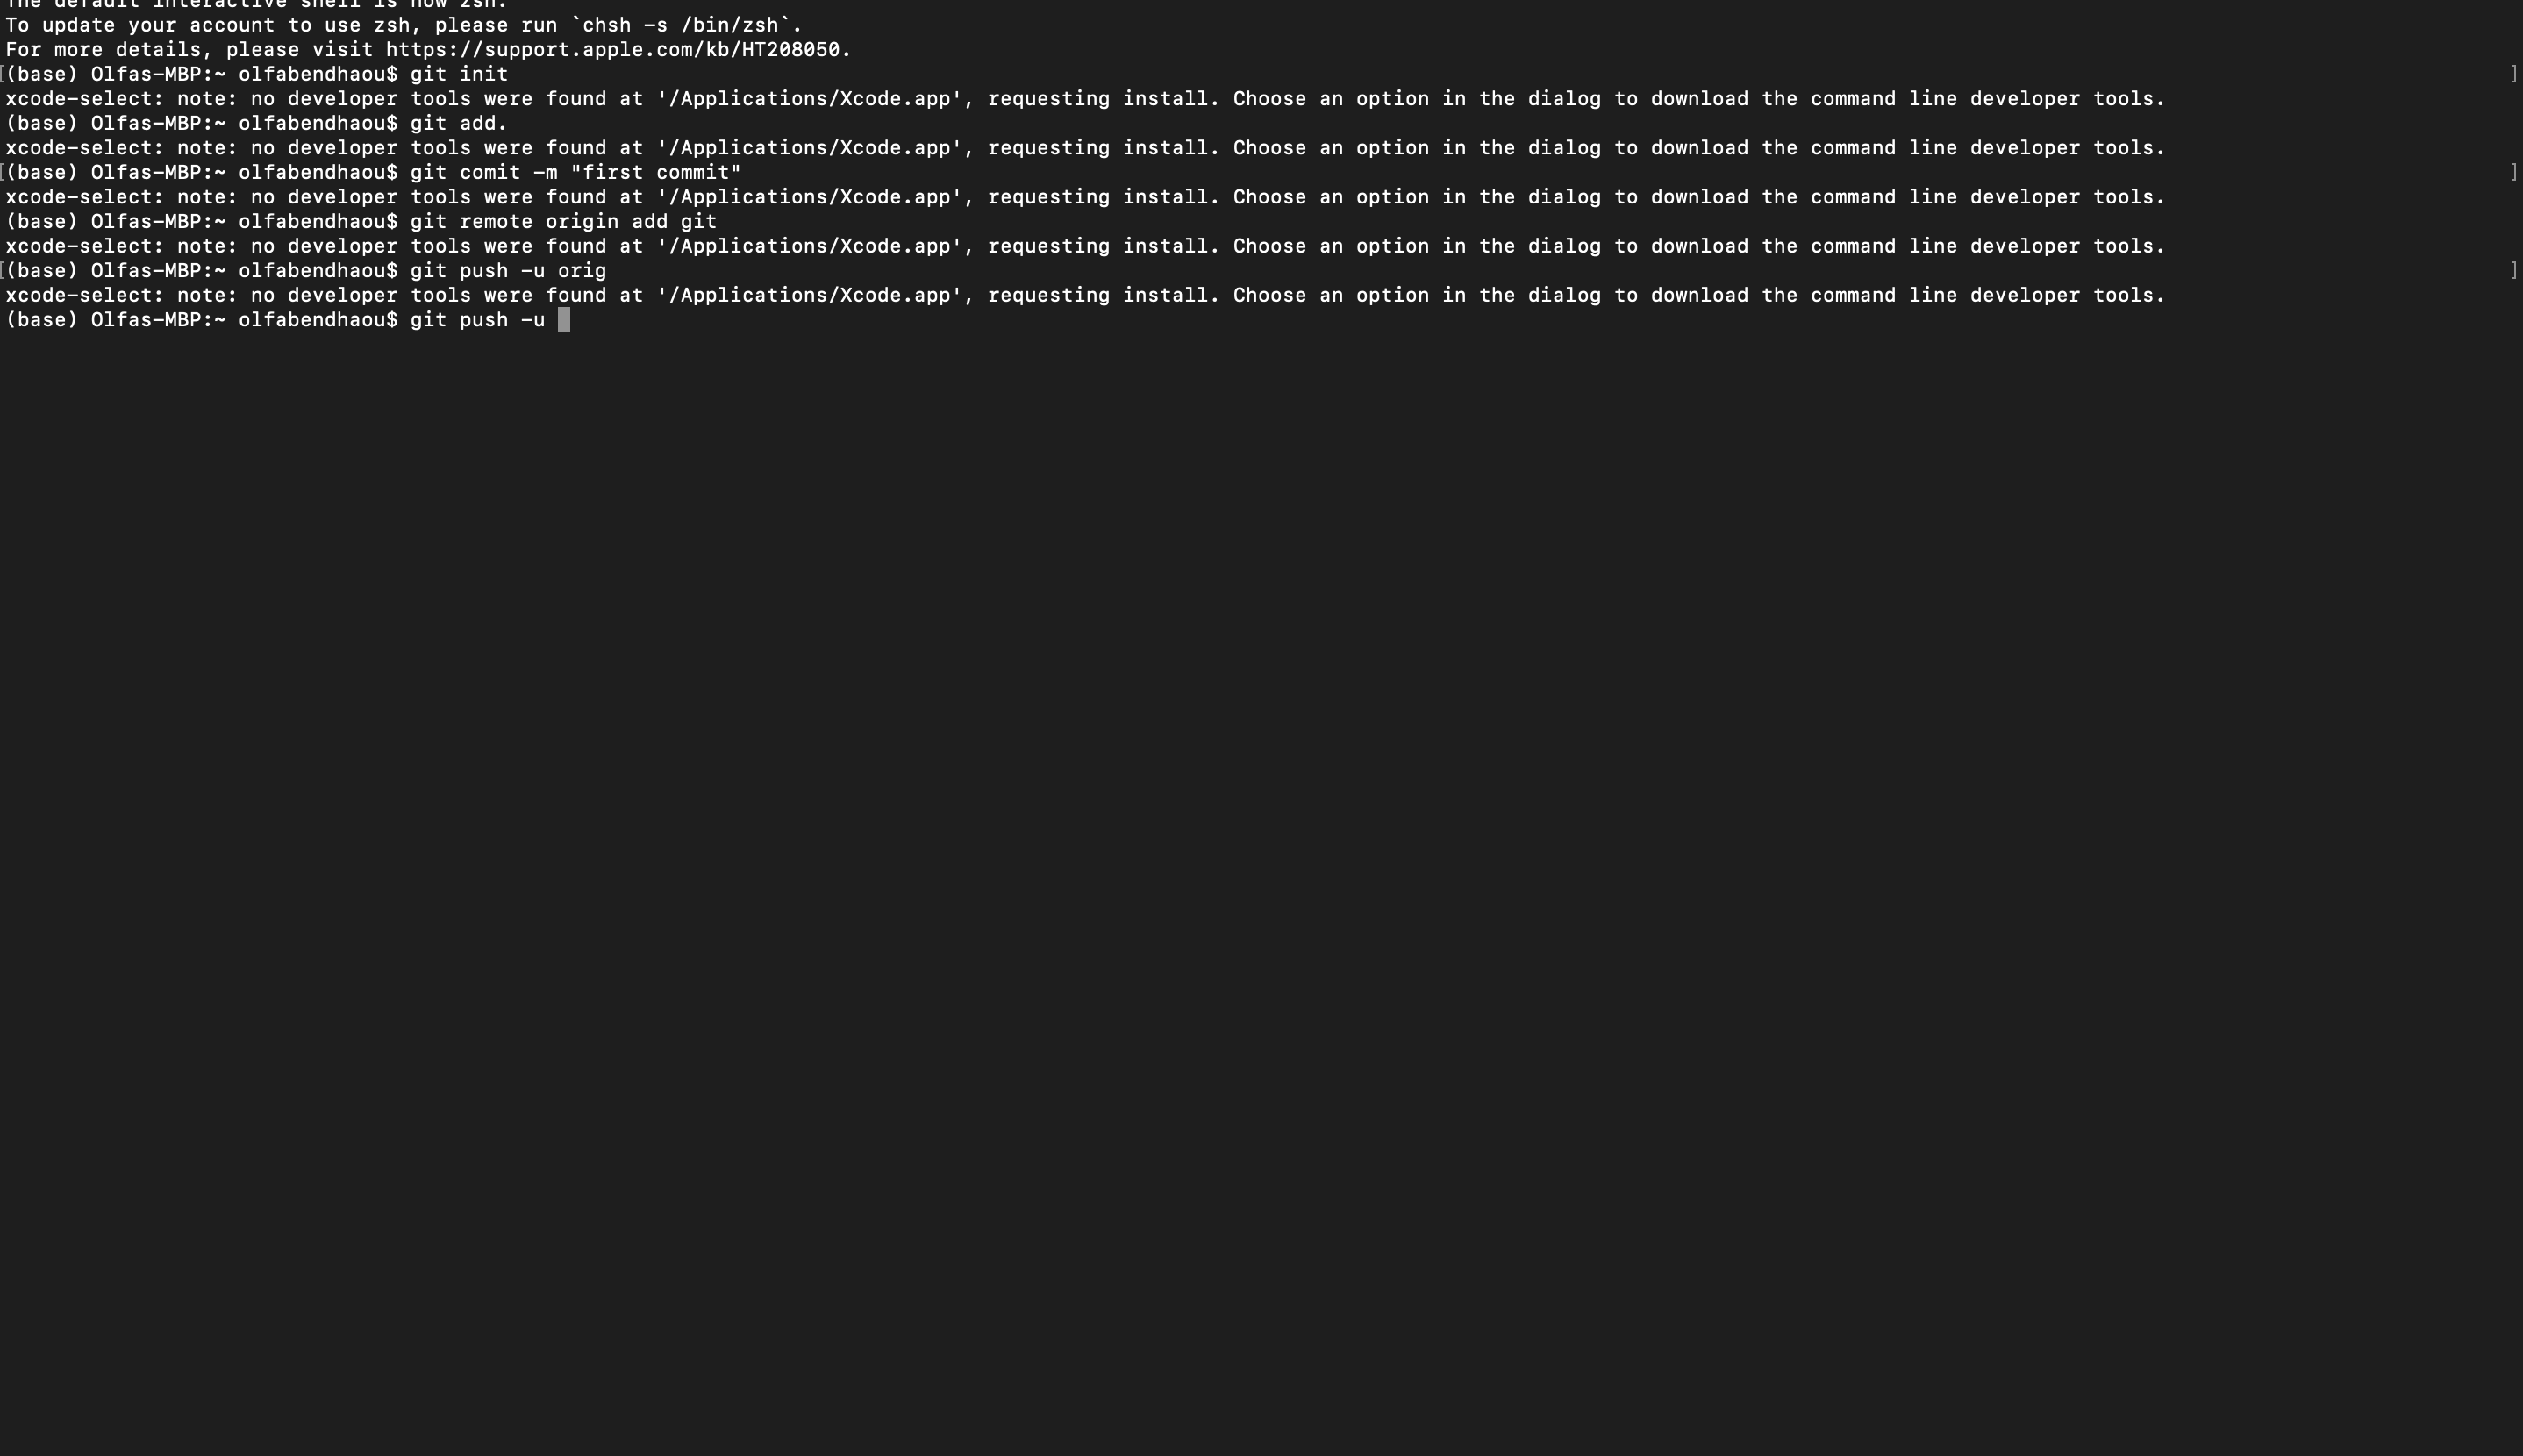 The default interactive shell is now zsh.
To update your account to use zsh, please run `chsh -s /bin/zsh`.
For more details, please visit https://support.apple.com/kb/HT208050.
[(base) Olfas-MBP:~ olfabendhaou$ git init ]
xcode-select: note: no developer tools were found at '/Applications/Xcode.app', requesting install. Choose an option in the dialog to download the command line developer tools.
(base) Olfas-MBP:~ olfabendhaou$ git add.
xcode-select: note: no developer tools were found at '/Applications/Xcode.app', requesting install. Choose an option in the dialog to download the command line developer tools.
[(base) Olfas-MBP:~ olfabendhaou$ git comit -m "first commit" ]
xcode-select: note: no developer tools were found at '/Applications/Xcode.app', requesting install. Choose an option in the dialog to download the command line developer tools.
(base) Olfas-MBP:~ olfabendhaou$ git remote origin add git
xcode-select: note: no developer tools were found at '/Applications/Xcode.app', requesting install. Choose an option in the dialog to download the command line developer tools.
[(base) Olfas-MBP:~ olfabendhaou$ git push -u orig ]
xcode-select: note: no developer tools were found at '/Applications/Xcode.app', requesting install. Choose an option in the dialog to download the command line developer tools.
(base) Olfas-MBP:~ olfabendhaou$ git push -u